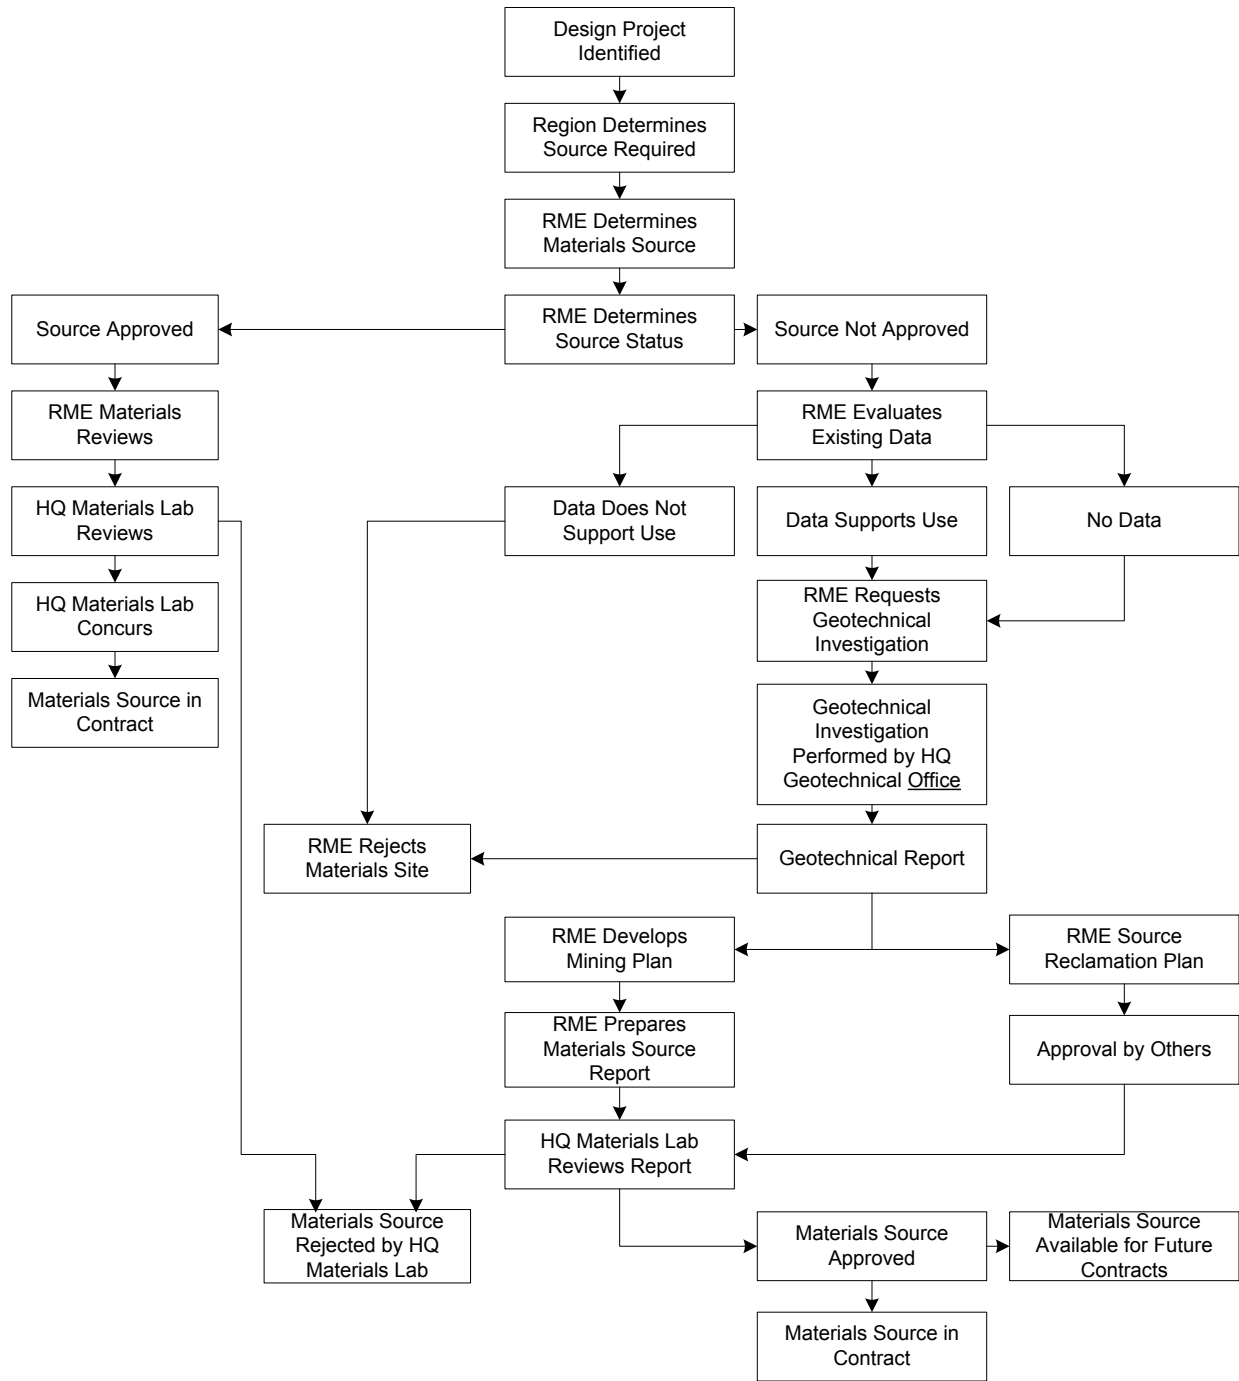 Design Project
Identified
Region Determines
Source Required
RME Determines
Materials Source
Source Approved
RME Determines
Source Status
Source Not Approved
RME Materials
Reviews
RME Evaluates
Existing Data
HQ Materials Lab
Reviews
Data Does Not
Support Use
Data Supports Use
No Data
HQ Materials Lab
Concurs
RME Requests
Geotechnical
Investigation
Materials Source in
Contract
Geotechnical
Investigation
Performed by HQ
Geotechnical Office
RME Rejects
Materials Site
Geotechnical Report
RME Develops
Mining Plan
RME Source
Reclamation Plan
RME Prepares
Materials Source
Report
Approval by Others
HQ Materials Lab
Reviews Report
Materials Source
Rejected by HQ
Materials Lab
Materials Source
Approved
Materials Source
Available for Future
Contracts
Materials Source in
Contract